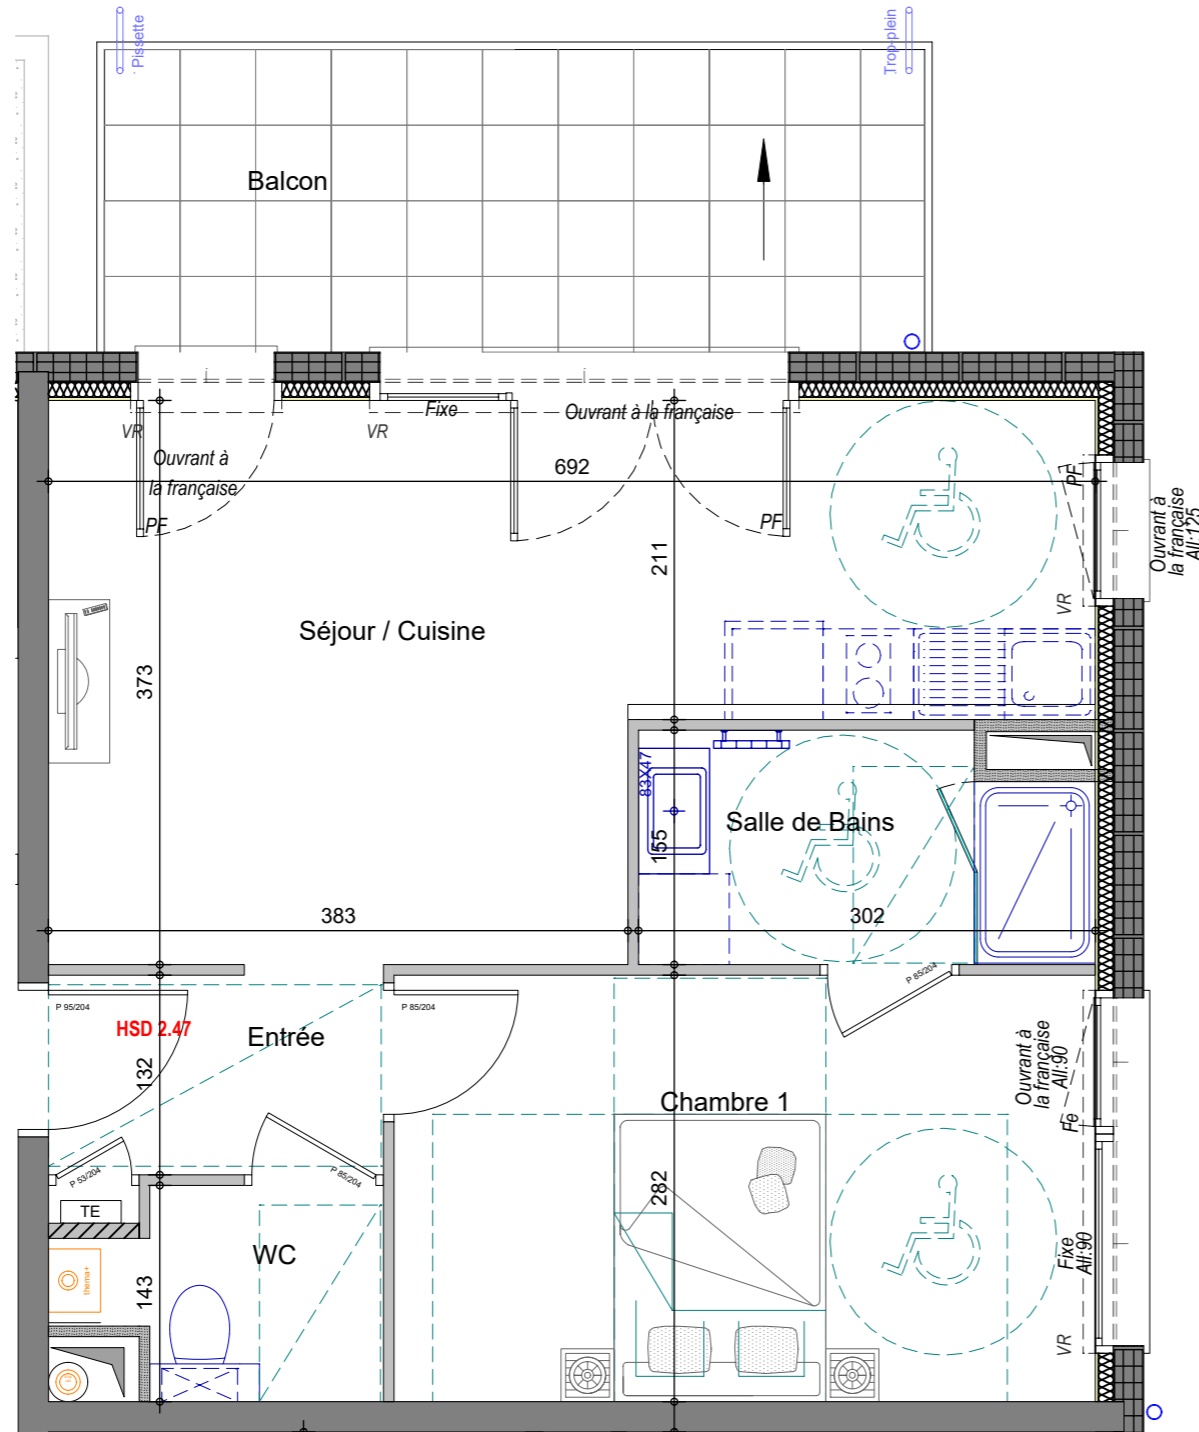 Pissette
Trop-plein
Balcon
Fixe
Ouvrant à la française
VR
VR
Ouvrant à
la française
692
PF
PF
PF
Ouvrant à
la française
All:125
VR
211
Séjour / Cuisine
373
83X47
Salle de Bains
155
383
302
P 95/204
P 85/204
P 85/204
HSD 2.47
Entrée
132
Ouvrant à
la française
All:90
Fe
Chambre 1
P 53/204
P 85/204
TE
282
WC
Fixe
All:90
thema+
143
VR